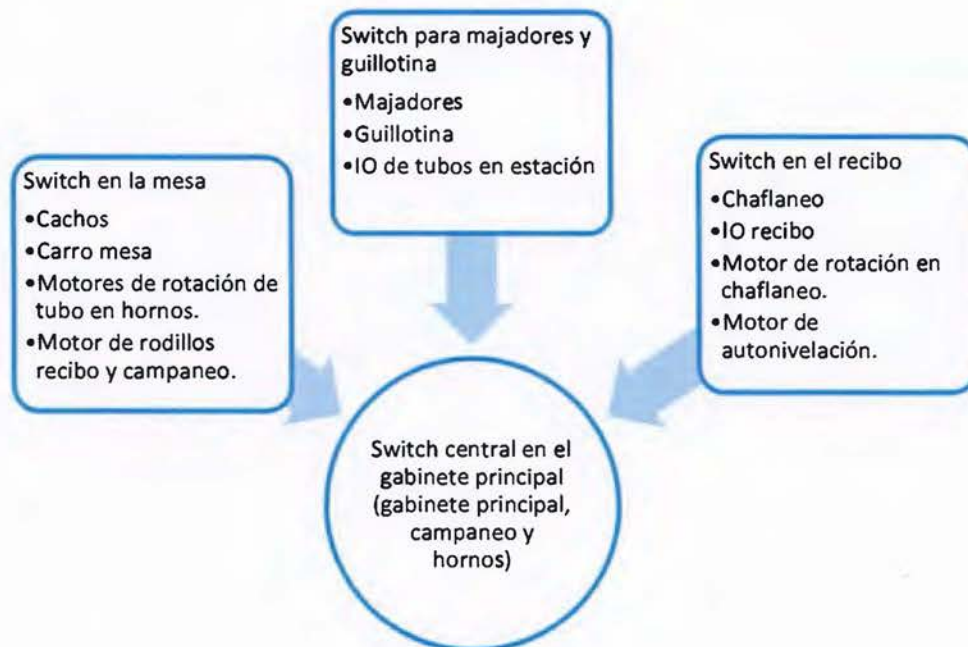 Switch para majadores y
guillotina
•Majadores
•Guillotina
•IO de tubos en estación
Switch en la mesa
•Cachos
•Carro mesa
•Motores de rotación de
tubo en hornos.
•Motor de rodillos
recibo y campaneo.
Switch en el recibo
•Chaflaneo
•IO recibo
•Motor de rotación en
chaflaneo.
•Motor de
autonivelación.
Switch central en el
gabinete principal
(gabinete principal,
campaneo y
hornos)